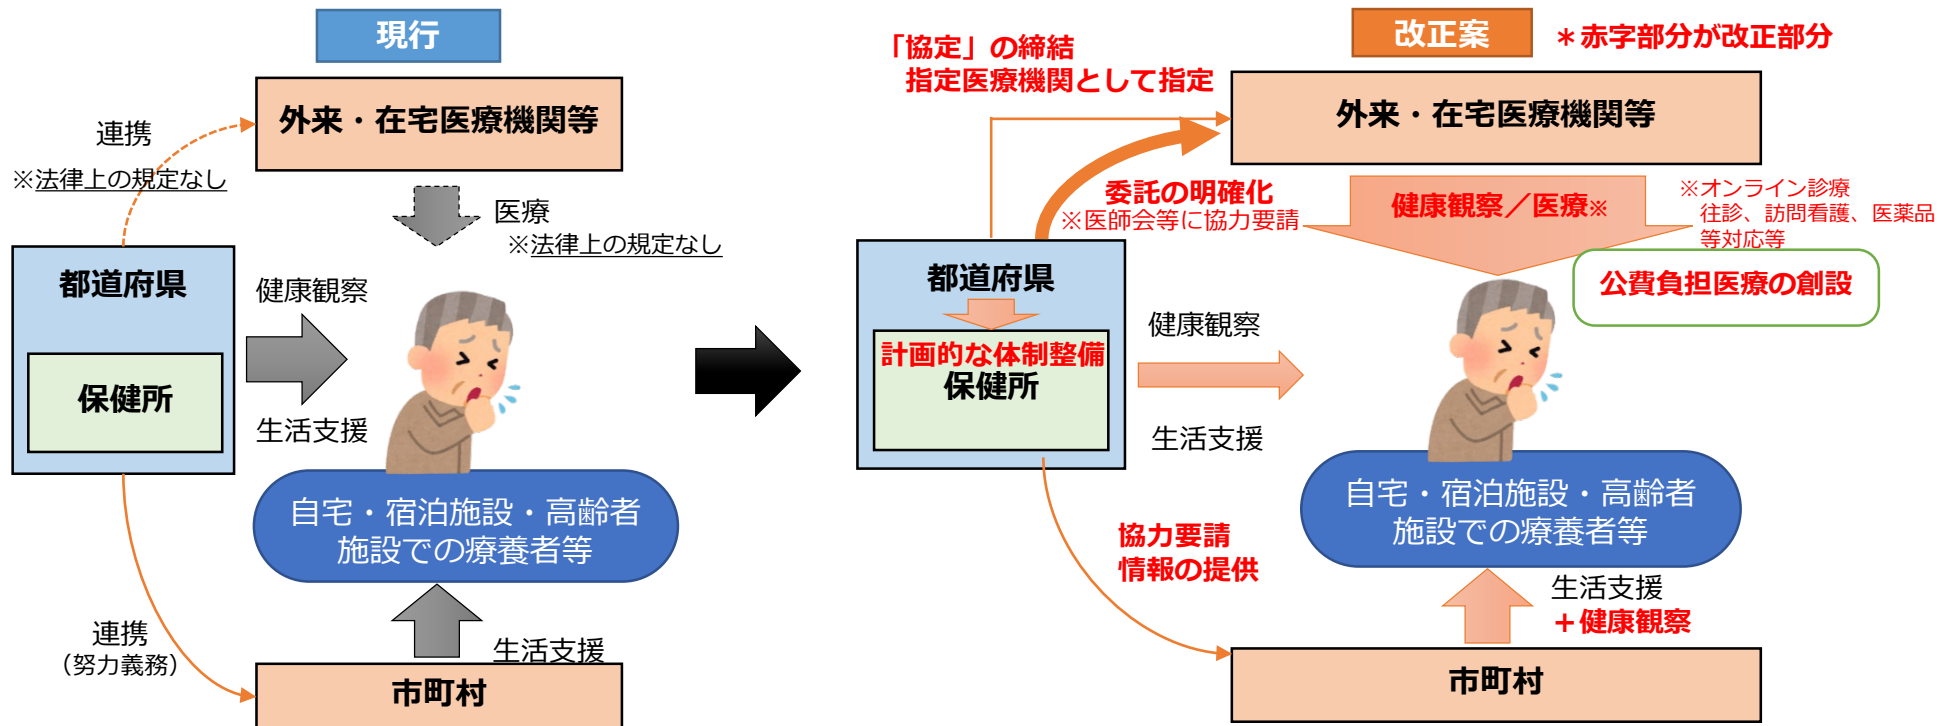 現行
外来・在宅医療機関等
連携
※法律上の規定なし
医療
※法律上の規定なし
都道府県
保健所
健康観察
生活支援
自宅・宿泊施設・高齢者
施設での療養者等
連携
（努力義務）
生活支援
市町村
改正案
＊赤字部分が改正部分
「協定」の締結
指定医療機関として指定
外来・在宅医療機関等
委託の明確化
※医師会等に協力要請
健康観察／医療※
※オンライン診療
往診、訪問看護、医薬品
等対応等
公費負担医療の創設
都道府県
計画的な体制整備
保健所
健康観察
生活支援
自宅・宿泊施設・高齢者
施設での療養者等
協力要請
情報の提供
生活支援
＋健康観察
市町村